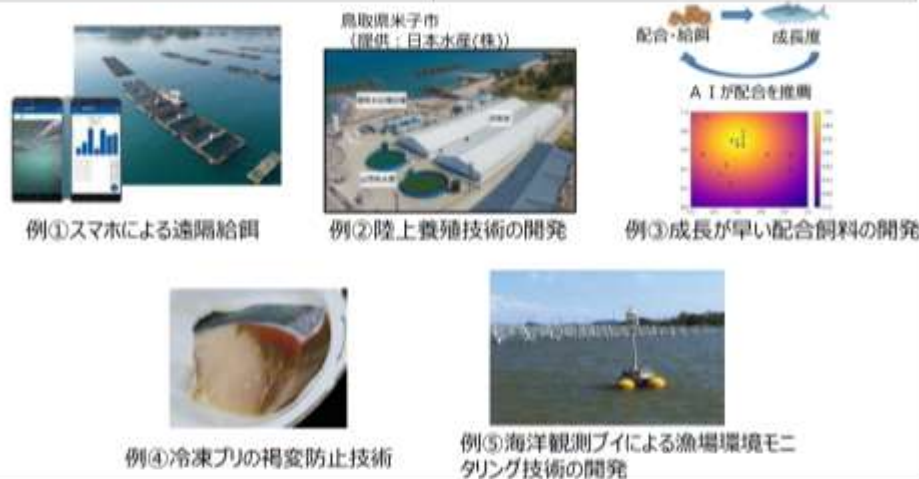 鳥取県米子市
（提供：日本水産(株)）
配合・給餌
成長度
ＡＩが配合を推薦
例①スマホによる遠隔給餌
例②陸上養殖技術の開発
例③成長が早い配合飼料の開発
例④冷凍ブリの褐変防止技術
例⑤海洋観測ブイによる漁場環境モニ
タリング技術の開発